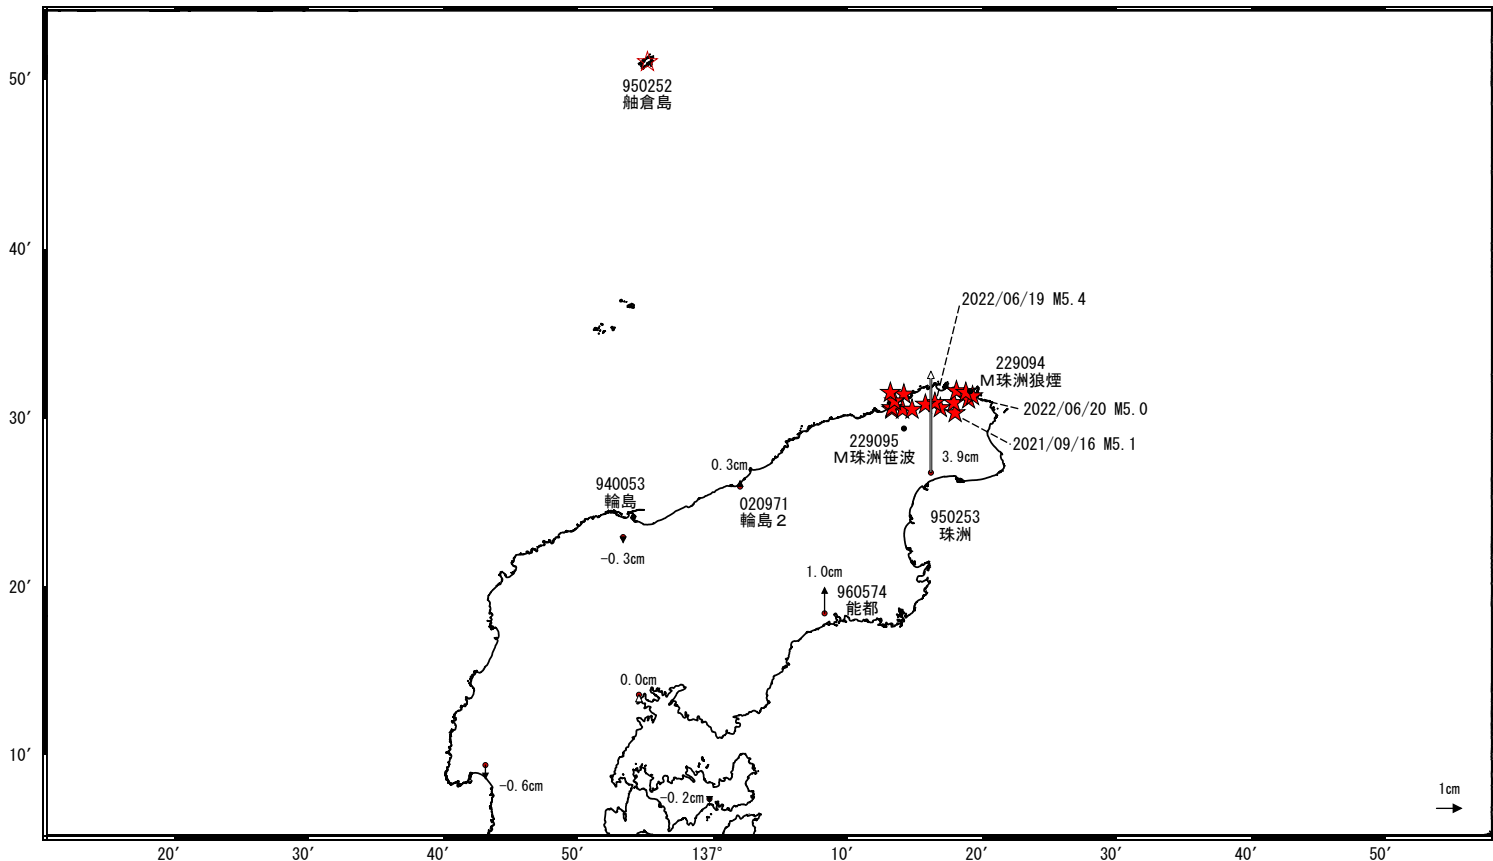 50′
950252
舳倉島
40′
2022/06/19 M5.4
229094
M珠洲狼煙
30′
2022/06/20 M5.0
229095
M珠洲笹波
2021/09/16 M5.1
3.9cm
0.3cm
940053
輪島
020971
輪島2
950253
珠洲
-0.3cm
20′
1.0cm
960574
能都
0.0cm
10′
-0.6cm
-0.2cm
1cm
20′ 30′ 40′ 50′ 137° 10′ 20′ 30′ 40′ 50′